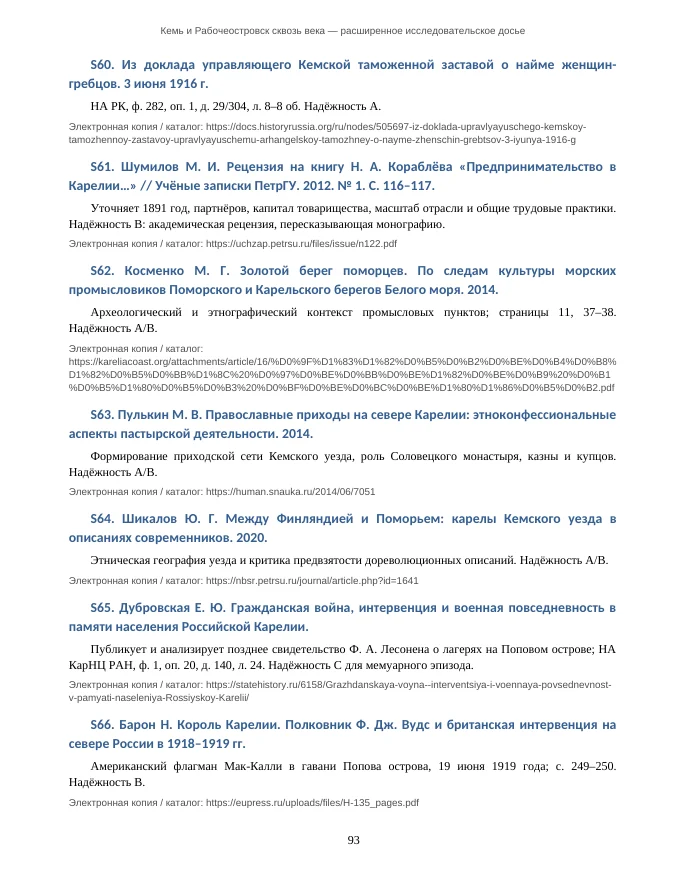 Кемь и Рабочеостровск сквозь века — расширенное исследовательское досье
S60. Из доклада управляющего Кемской таможенной заставой о найме женщин-
гребцов. 3 июня 1916 г.
НА РК, ф. 282, оп. 1, д. 29/304, л. 8–8 об. Надёжность А.
Электронная копия / каталог: https://docs.historyrussia.org/ru/nodes/505697-iz-doklada-upravlyayuschego-kemskoy-
tamozhennoy-zastavoy-upravlyayuschemu-arhangelskoy-tamozhney-o-nayme-zhenschin-grebtsov-3-iyunya-1916-g
S61. Шумилов М. И. Рецензия на книгу Н. А. Кораблёва «Предпринимательство в
Карелии…» // Учёные записки ПетрГУ. 2012. № 1. С. 116–117.
Уточняет 1891 год, партнёров, капитал товарищества, масштаб отрасли и общие трудовые практики.
Надёжность B: академическая рецензия, пересказывающая монографию.
Электронная копия / каталог: https://uchzap.petrsu.ru/files/issue/n122.pdf
S62. Косменко М. Г. Золотой берег поморцев. По следам культуры морских
промысловиков Поморского и Карельского берегов Белого моря. 2014.
Археологический и этнографический контекст промысловых пунктов; страницы 11, 37–38.
Надёжность A/B.
Электронная копия / каталог:
https://kareliacoast.org/attachments/article/16/%D0%9F%D1%83%D1%82%D0%B5%D0%B2%D0%BE%D0%B4%D0%B8%
D1%82%D0%B5%D0%BB%D1%8C%20%D0%97%D0%BE%D0%BB%D0%BE%D1%82%D0%BE%D0%B9%20%D0%B1
%D0%B5%D1%80%D0%B5%D0%B3%20%D0%BF%D0%BE%D0%BC%D0%BE%D1%80%D1%86%D0%B5%D0%B2.pdf
S63. Пулькин М. В. Православные приходы на севере Карелии: этноконфессиональные
аспекты пастырской деятельности. 2014.
Формирование приходской сети Кемского уезда, роль Соловецкого монастыря, казны и купцов.
Надёжность A/B.
Электронная копия / каталог: https://human.snauka.ru/2014/06/7051
S64. Шикалов Ю. Г. Между Финляндией и Поморьем: карелы Кемского уезда в
описаниях современников. 2020.
Этническая география уезда и критика предвзятости дореволюционных описаний. Надёжность A/B.
Электронная копия / каталог: https://nbsr.petrsu.ru/journal/article.php?id=1641
S65. Дубровская Е. Ю. Гражданская война, интервенция и военная повседневность в
памяти населения Российской Карелии.
Публикует и анализирует позднее свидетельство Ф. А. Лесонена о лагерях на Поповом острове; НА
КарНЦ РАН, ф. 1, оп. 20, д. 140, л. 24. Надёжность C для мемуарного эпизода.
Электронная копия / каталог: https://statehistory.ru/6158/Grazhdanskaya-voyna--interventsiya-i-voennaya-povsednevnost-
v-pamyati-naseleniya-Rossiyskoy-Karelii/
S66. Барон Н. Король Карелии. Полковник Ф. Дж. Вудс и британская интервенция на
севере России в 1918–1919 гг.
Американский флагман Мак-Калли в гавани Попова острова, 19 июня 1919 года; с. 249–250.
Надёжность B.
Электронная копия / каталог: https://eupress.ru/uploads/files/H-135_pages.pdf
93